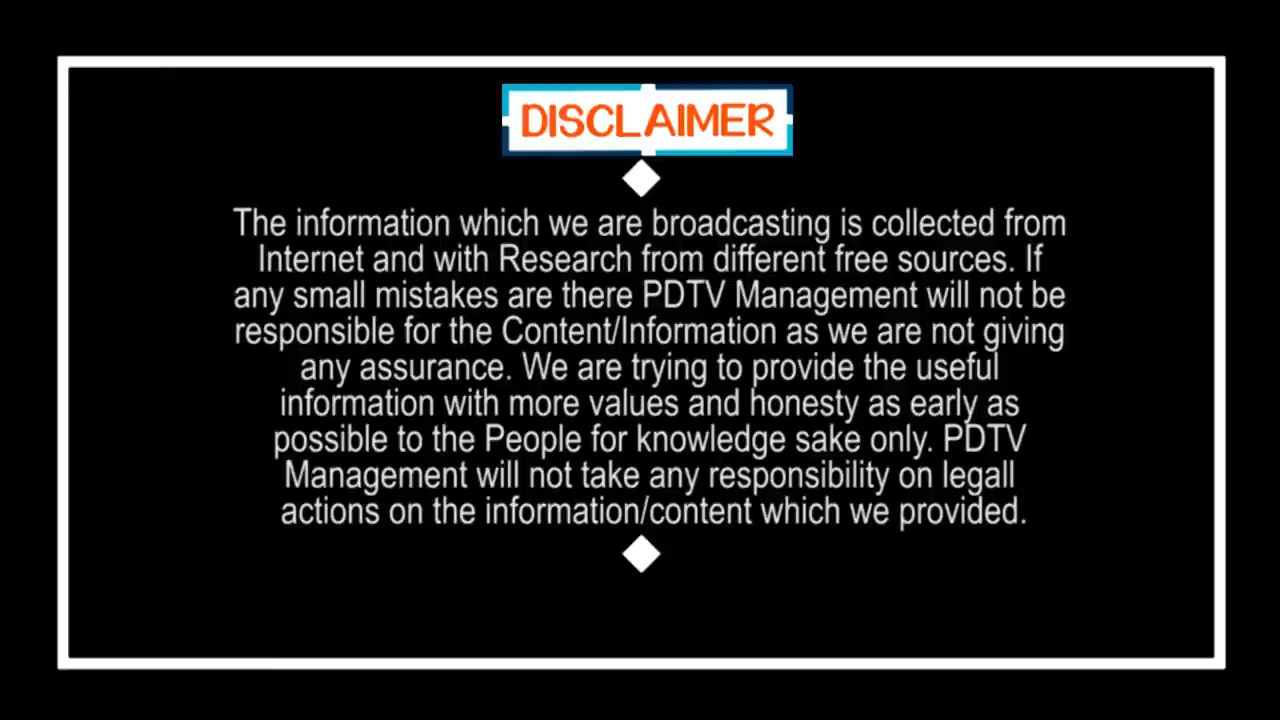 DISCLAIMER
The information which we are broadcasting is collected from
Internet and with Research from different free sources. If
any small mistakes are there PDTV Management will not be
responsible for the Content/Information as we are not giving
any assurance. We are trying to provide the useful
information with more values and honesty as early as
possible to the People for knowledge sake only. PDTV
Management will not take any responsibility on legall
actions on the information/content which we provided.